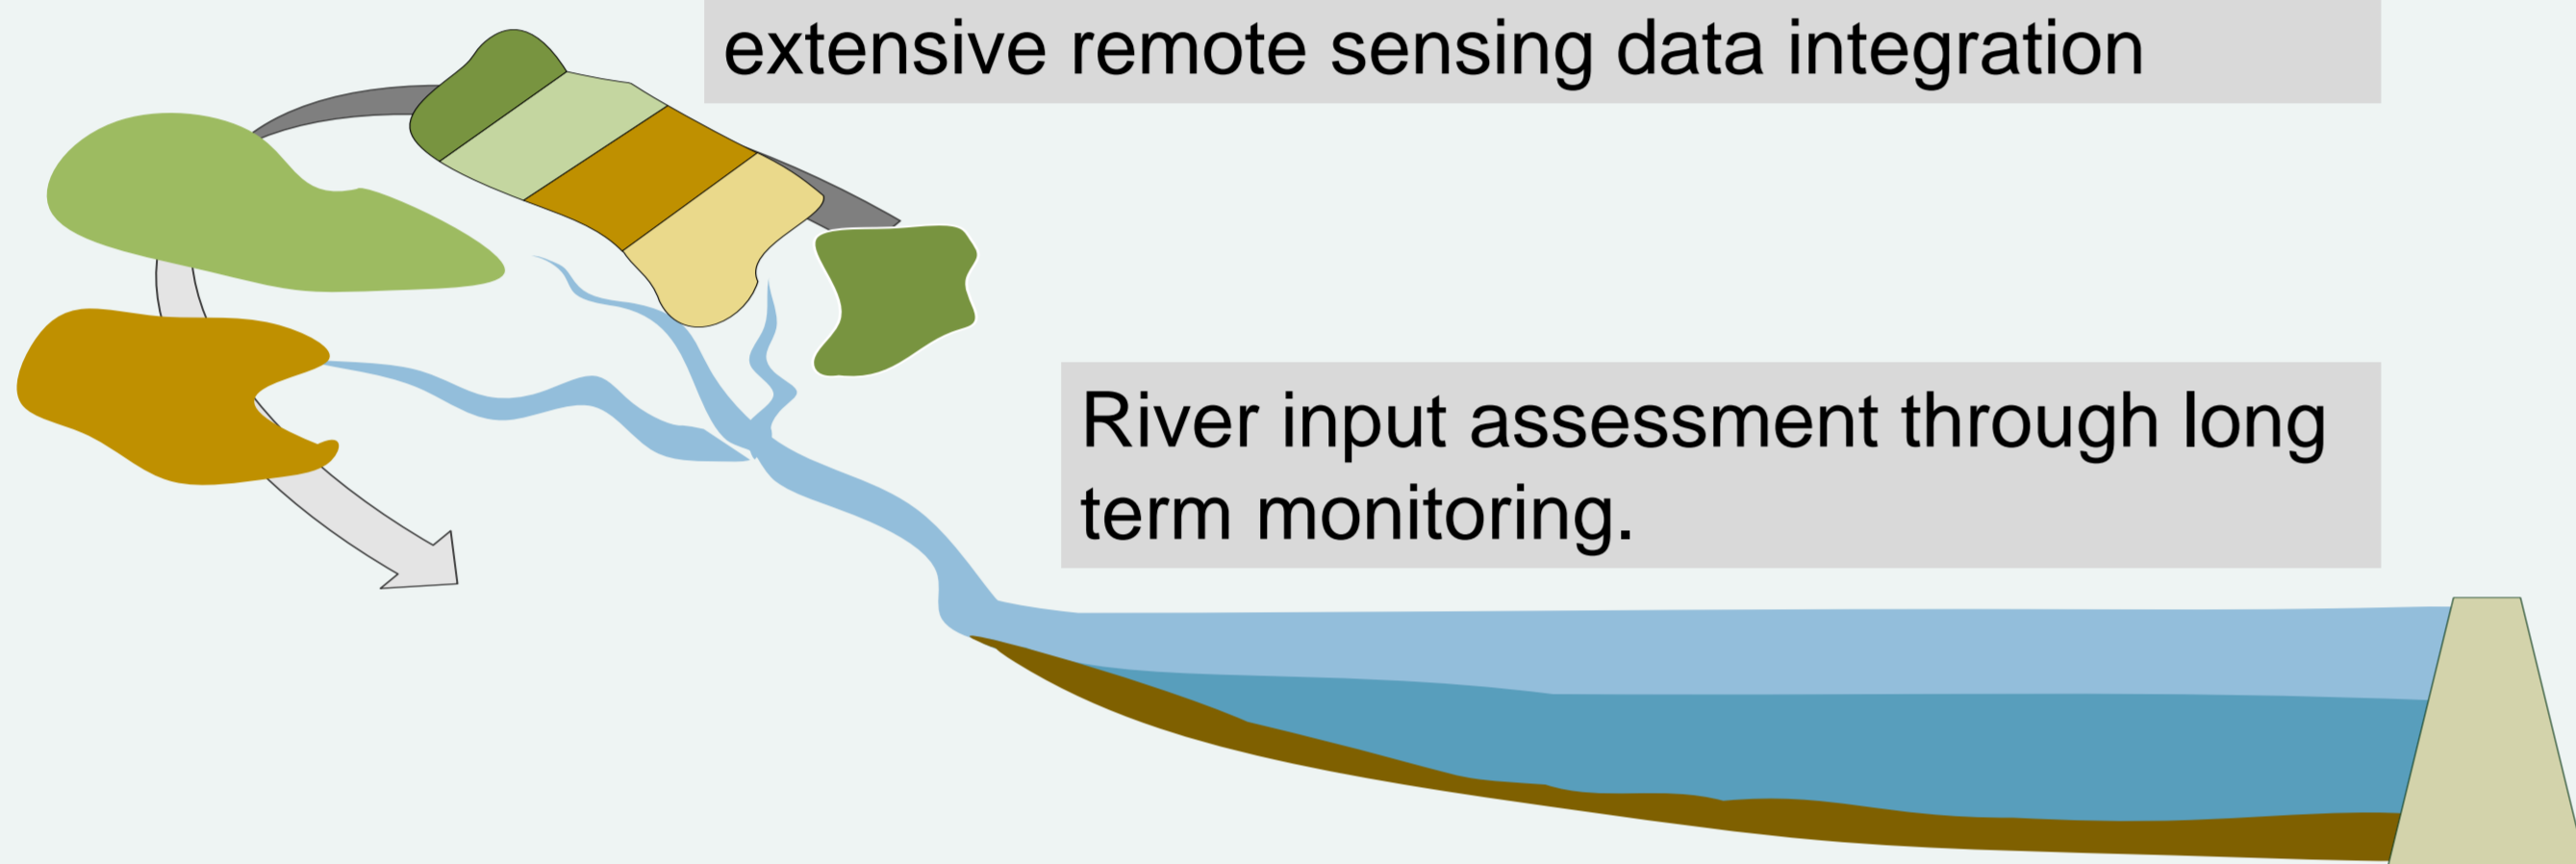 extensive remote sensing data integration
River input assessment through long
term monitoring.